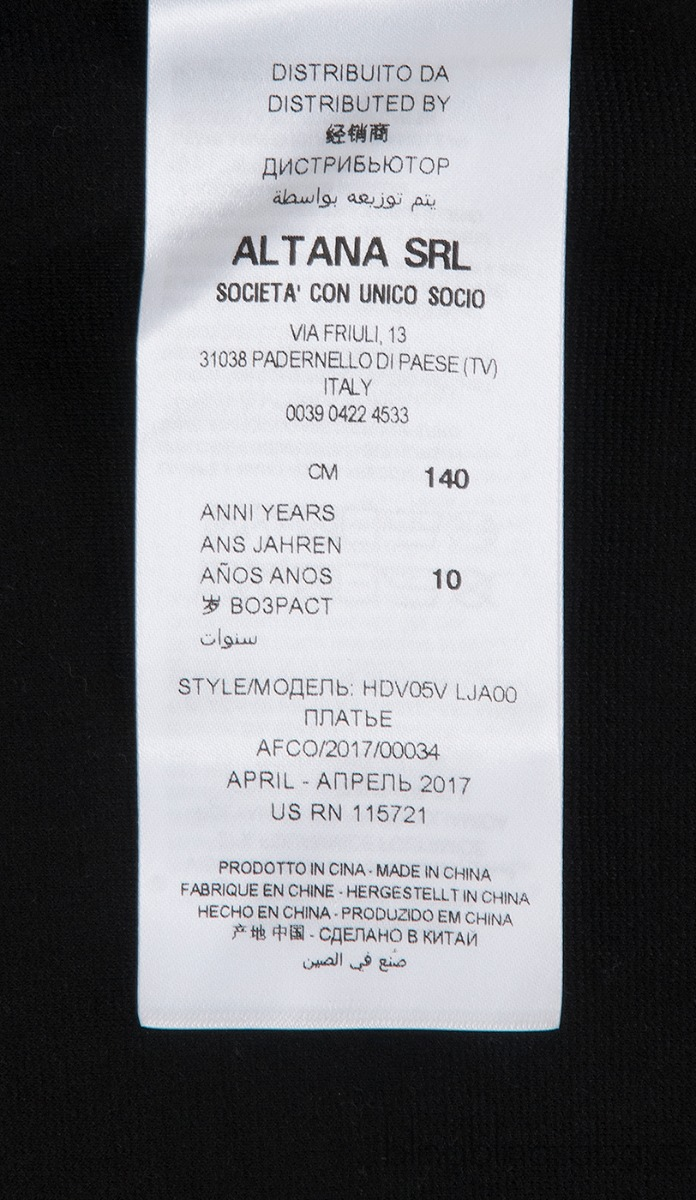 DISTRIBUITO DA
DISTRIBUTED BY
经销商
ДИСТРИБЬЮТОР
يتم توزيعه بواسطة
ALTANA SRL
SOCIETA' CON UNICO SOCIO
VIA FRIULI, 13
31038 PADERNELLO DI PAESE (TV)
ITALY
0039 0422 4533
CM 140
ANNI YEARS
ANS JAHREN
AÑOS ANOS 10
岁 ВОЗРАСТ
سنوات
STYLE/МОДЕЛЬ: HDV05V LJA00
ПЛАТЬЕ
AFCO/2017/00034
APRIL - АПРЕЛЬ 2017
US RN 115721
PRODOTTO IN CINA - MADE IN CHINA
FABRIQUE EN CHINE - HERGESTELLT IN CHINA
HECHO EN CHINA - PRODUZIDO EM CHINA
产地 中国 - СДЕЛАНО В КИТАЙ
صُنع في الصين